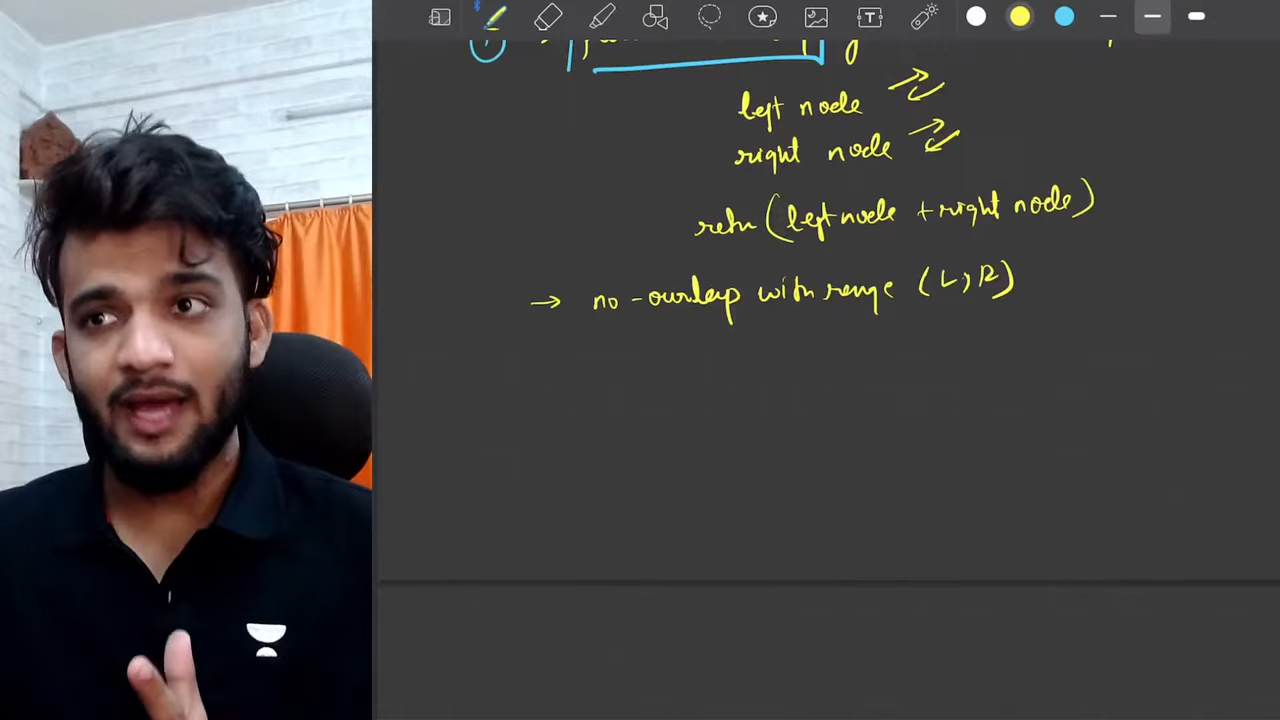 left node
right node
retn (left node + right node)
→ no-overlap with range (L, R)